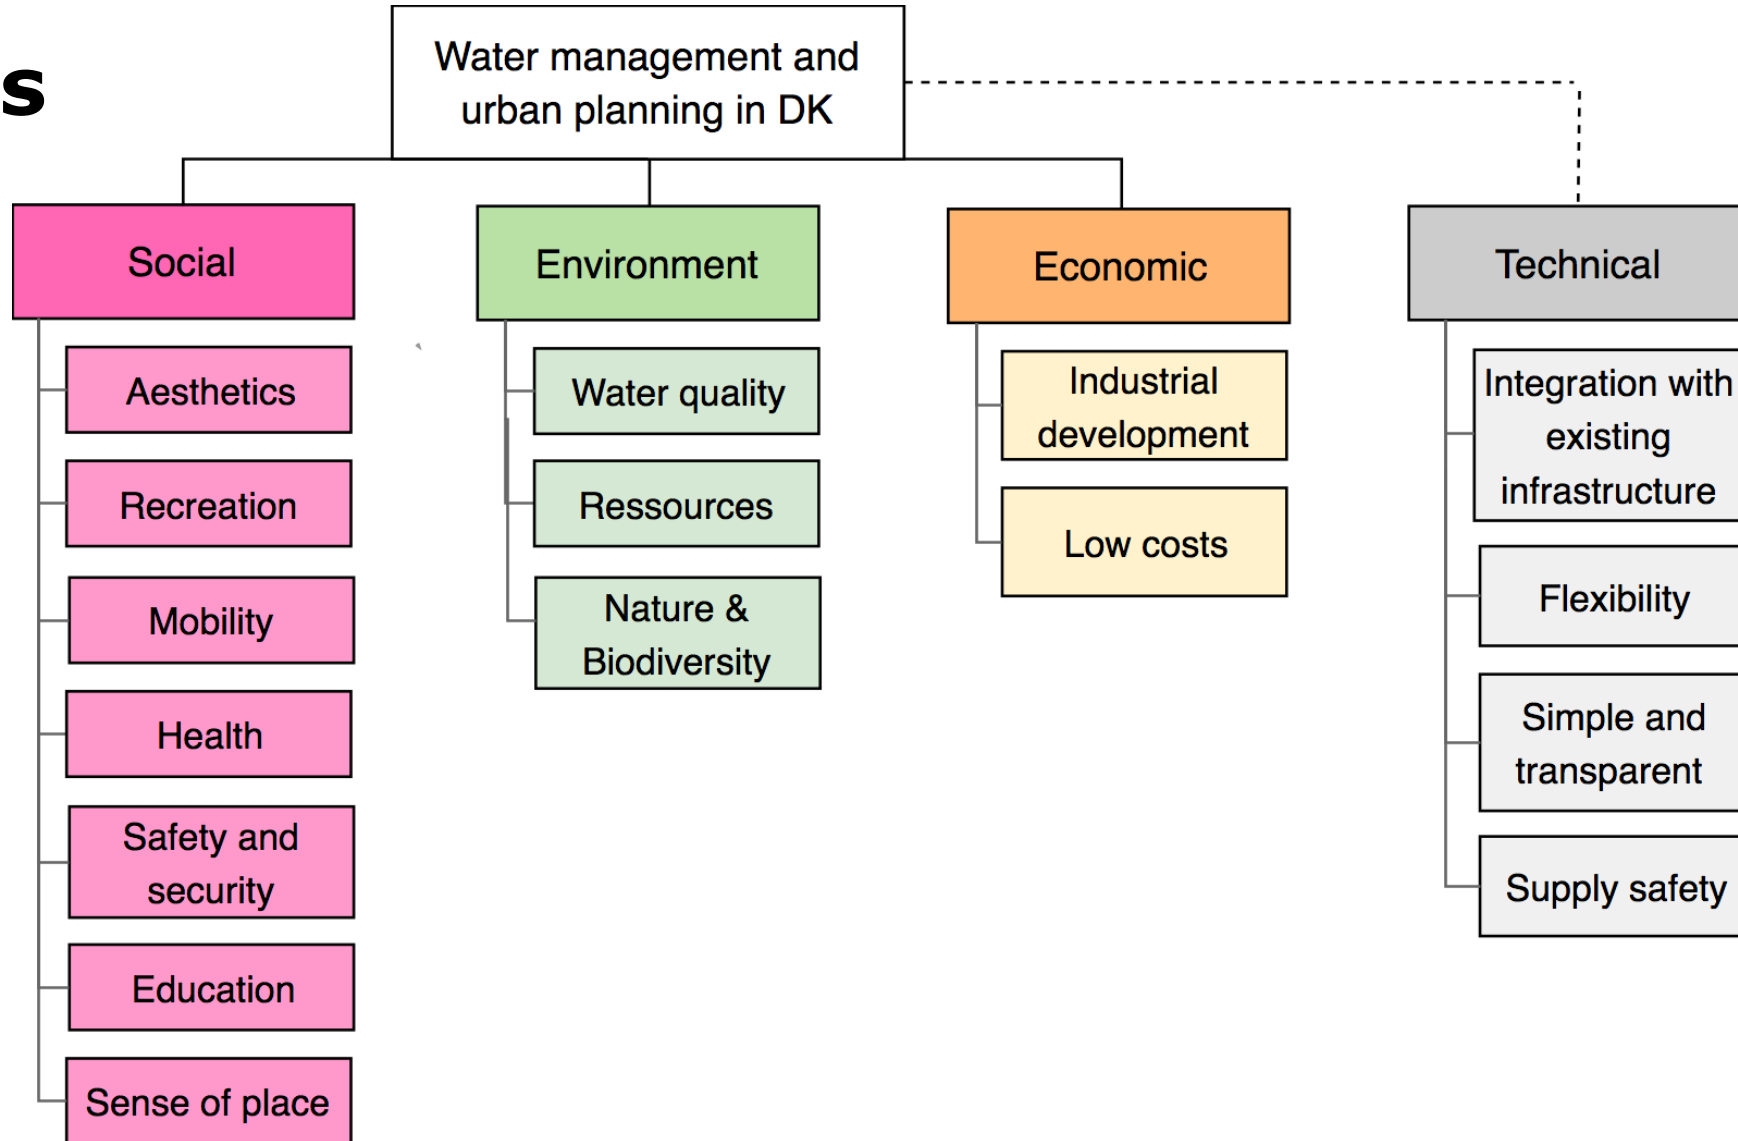 s
Water management and
urban planning in DK
Social
Aesthetics
Recreation
Mobility
Health
Safety and
security
Education
Sense of place
Environment
Water quality
Ressources
Nature &
Biodiversity
Economic
Industrial
development
Low costs
Technical
Integration with
existing
infrastructure
Flexibility
Simple and
transparent
Supply safety